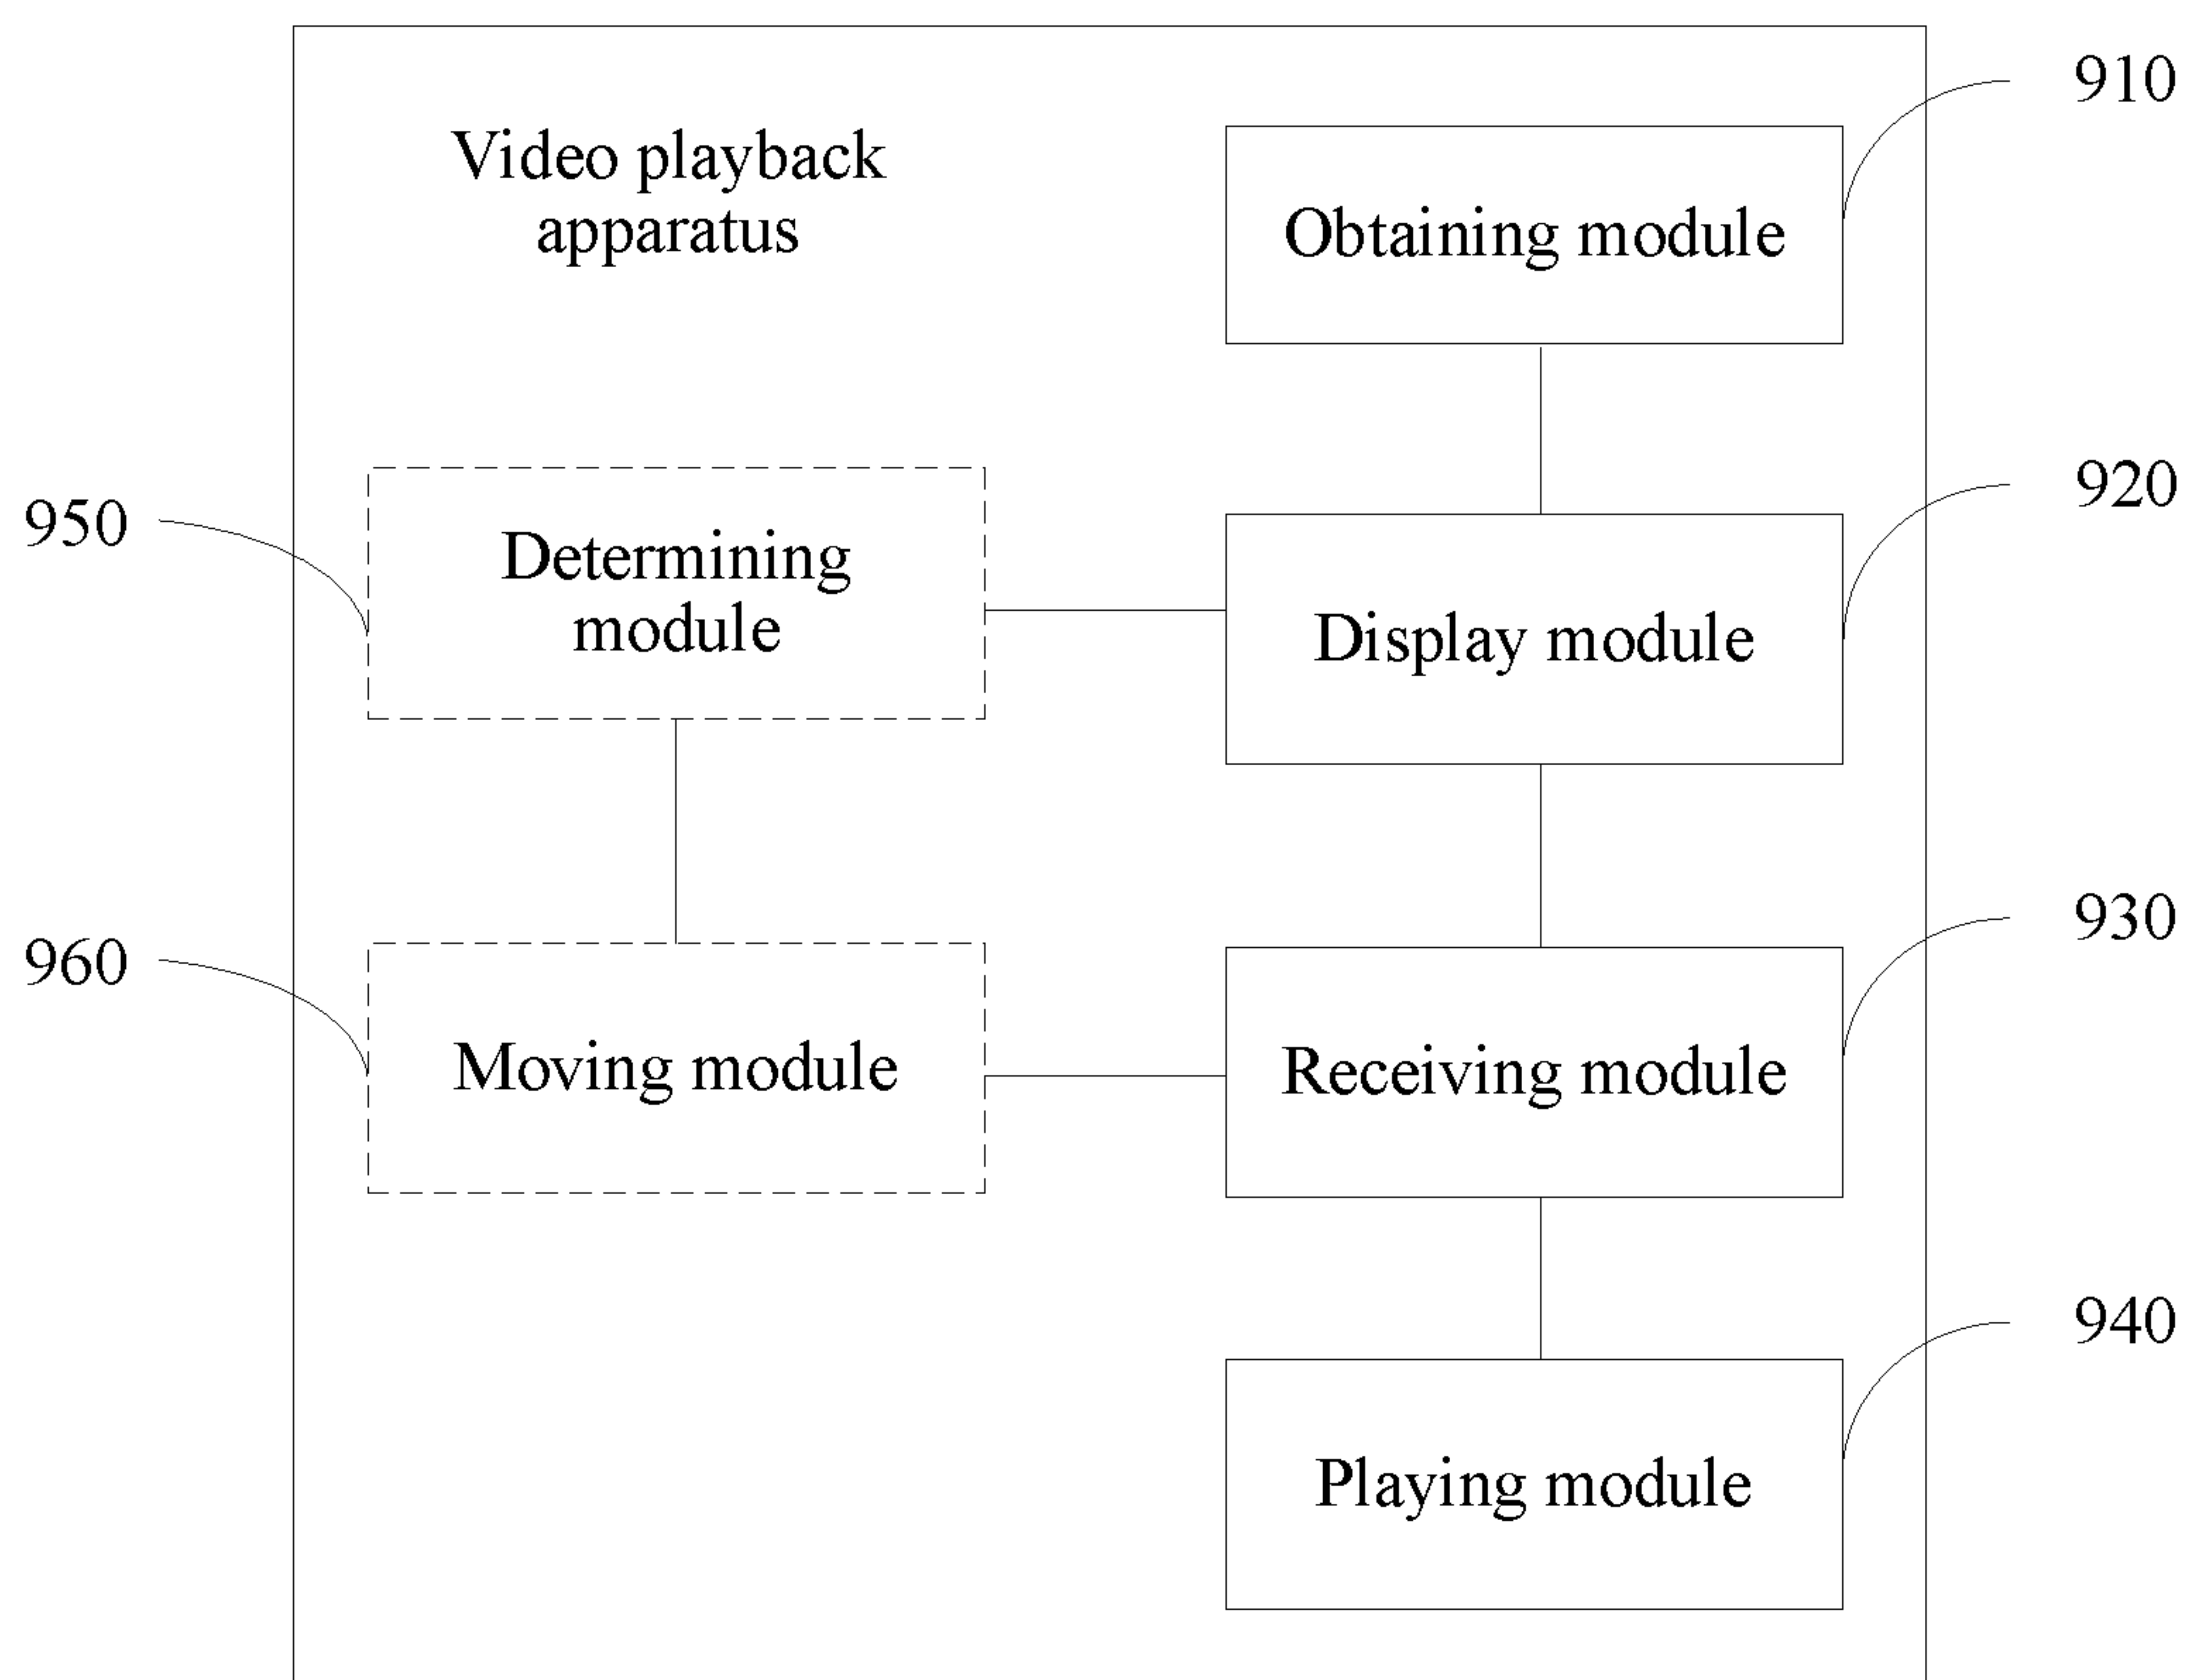 910
Video playback
apparatus
Obtaining module
920
950
Determining
module
Display module
930
960
Moving module
Receiving module
940
Playing module